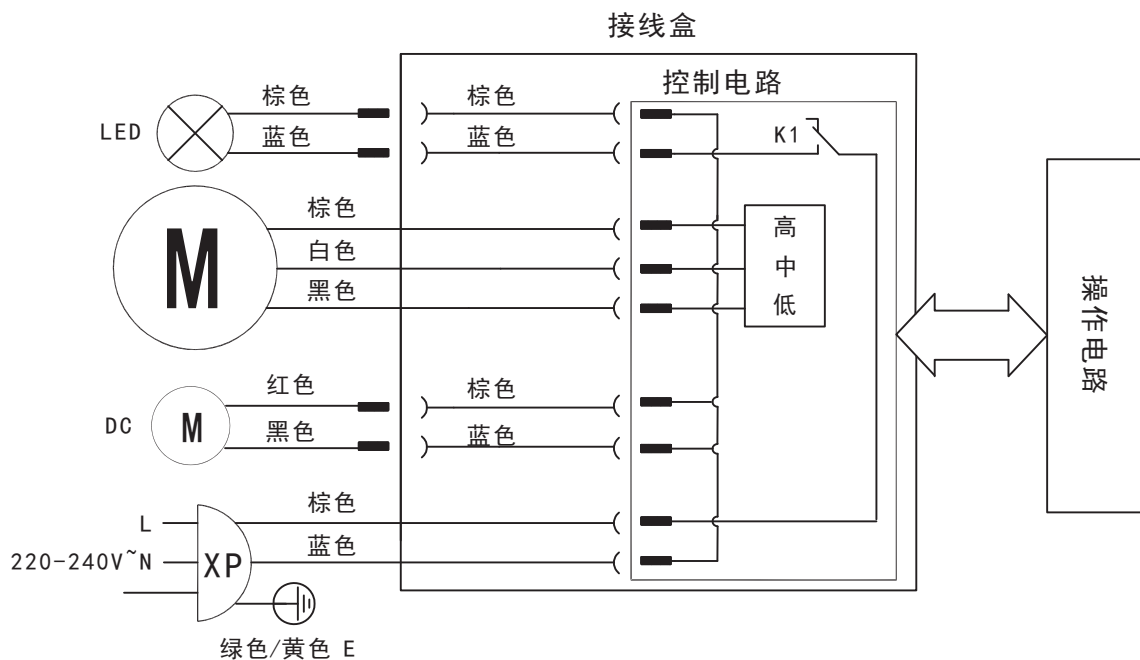 接线盒
控制电路
LED
棕色
蓝色
棕色
蓝色
K1
M
棕色
白色
黑色
高
中
低
操作电路
DC
M
红色
黑色
棕色
蓝色
L
220-240V~N
XP
棕色
蓝色
绿色/黄色 E